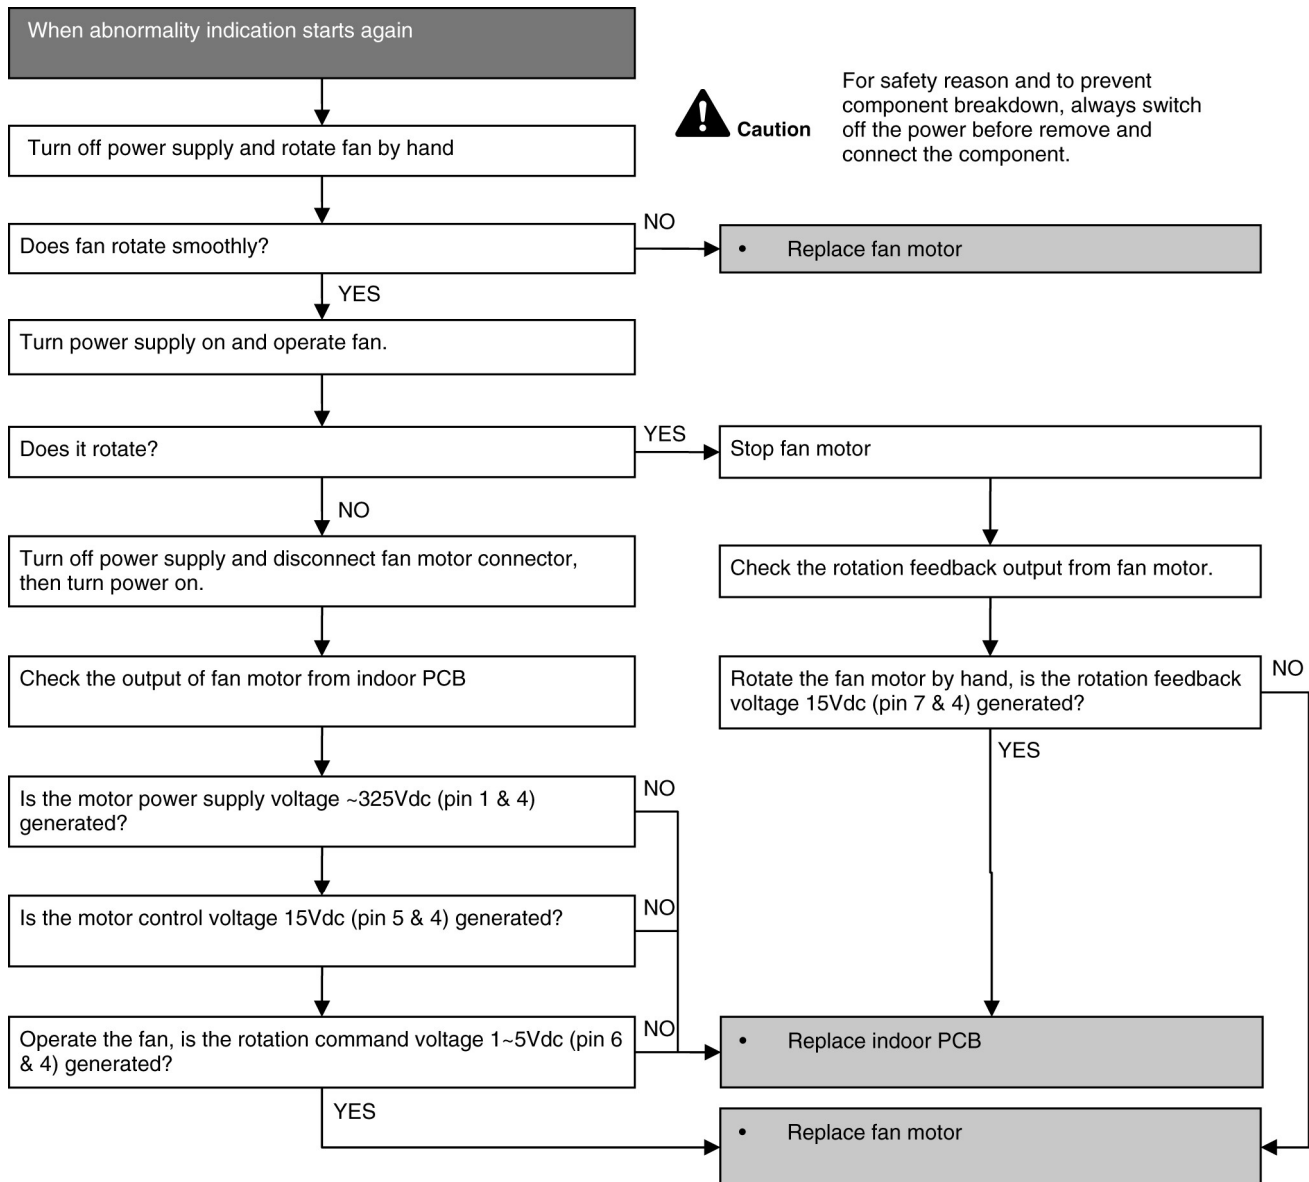 When abnormality indication starts again
Caution
For safety reason and to prevent
component breakdown, always switch
off the power before remove and
connect the component.
Turn off power supply and rotate fan by hand
Does fan rotate smoothly?
NO
• Replace fan motor
YES
Turn power supply on and operate fan.
Does it rotate?
YES
Stop fan motor
NO
Turn off power supply and disconnect fan motor connector,
then turn power on.
Check the rotation feedback output from fan motor.
Check the output of fan motor from indoor PCB
Rotate the fan motor by hand, is the rotation feedback
voltage 15Vdc (pin 7 & 4) generated?
NO
YES
Is the motor power supply voltage ~325Vdc (pin 1 & 4)
generated?
NO
Is the motor control voltage 15Vdc (pin 5 & 4) generated?
NO
Operate the fan, is the rotation command voltage 1~5Vdc (pin 6
& 4) generated?
NO
• Replace indoor PCB
YES
• Replace fan motor